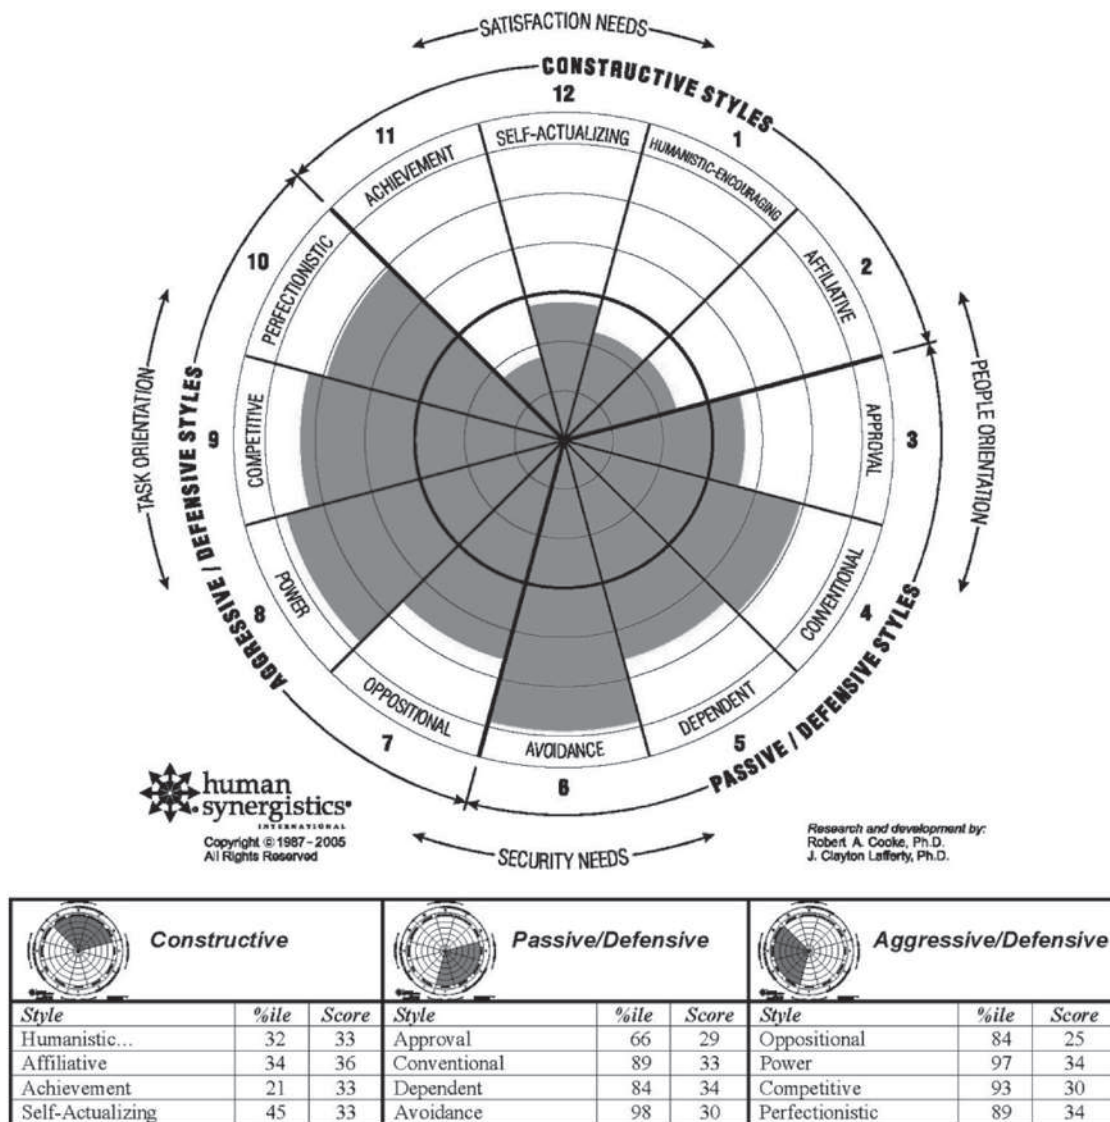 SATISFACTION NEEDS
CONSTRUCTIVE STYLES
12
11
1
SELF-ACTUALIZING
ACHIEVEMENT
HUMANISTIC-ENCOURAGING
10
2
PERFECTIONISTIC
AFFILIATIVE
TASK ORIENTATION
PEOPLE ORIENTATION
AGGRESSIVE / DEFENSIVE STYLES
9
COMPETITIVE
APPROVAL
3
8
POWER
CONVENTIONAL
4
PASSIVE / DEFENSIVE STYLES
OPPOSITIONAL
DEPENDENT
7
AVOIDANCE
5
6
human
synergistics®
INTERNATIONAL
Copyright © 1987 - 2005
All Rights Reserved
SECURITY NEEDS
Research and development by:
Robert A. Cooke, Ph.D.
J. Clayton Lafferty, Ph.D.
Constructive Passive/Defensive Aggressive/Defensive
Style %ile Score Style %ile Score Style %ile Score
Humanistic... 32 33 Approval 66 29 Oppositional 84 25
Affiliative 34 36 Conventional 89 33 Power 97 34
Achievement 21 33 Dependent 84 34 Competitive 93 30
Self-Actualizing 45 33 Avoidance 98 30 Perfectionistic 89 34